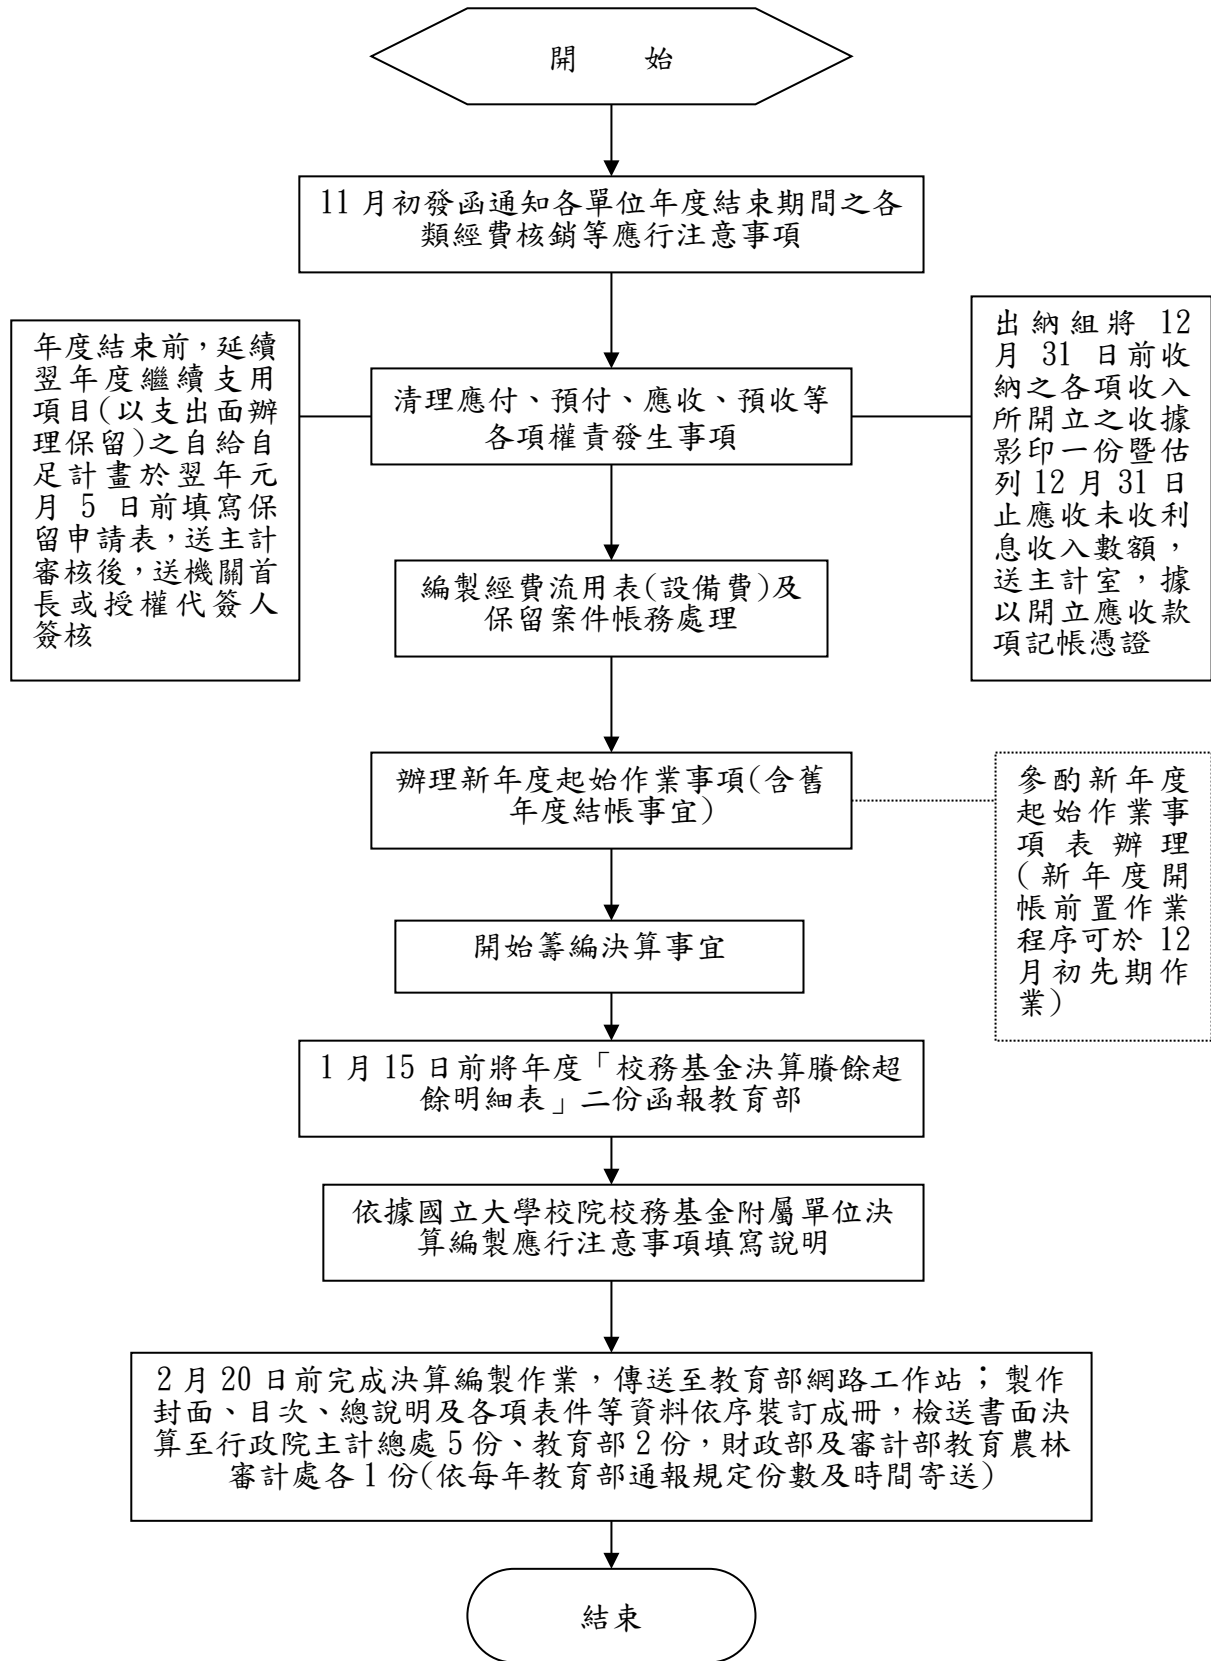 開 始
11 月初發函通知各單位年度結束期間之各
類經費核銷等應行注意事項
年度結束前，延續
翌年度繼續支用
項目(以支出面辦
理保留)之自給自
足計畫於翌年元
月 5 日前填寫保
留申請表，送主計
審核後，送機關首
長或授權代簽人
簽核
清理應付、預付、應收、預收等
各項權責發生事項
出納組將 12
月 31 日前收
納之各項收入
所開立之收據
影印一份暨估
列 12 月 31 日
止應收未收利
息收入數額，
送主計室，據
以開立應收款
項記帳憑證
編製經費流用表(設備費)及
保留案件帳務處理
辦理新年度起始作業事項(含舊
年度結帳事宜)
參酌新年度
起始作業事
項表辦理
(新年度開
帳前置作業
程序可於 12
月初先期作
業)
開始籌編決算事宜
1 月 15 日前將年度「校務基金決算賸餘超
餘明細表」二份函報教育部
依據國立大學校院校務基金附屬單位決
算編製應行注意事項填寫說明
2 月 20 日前完成決算編製作業，傳送至教育部網路工作站；製作
封面、目次、總說明及各項表件等資料依序裝訂成冊，檢送書面決
算至行政院主計總處 5 份、教育部 2 份，財政部及審計部教育農林
審計處各 1 份(依每年教育部通報規定份數及時間寄送)
結束